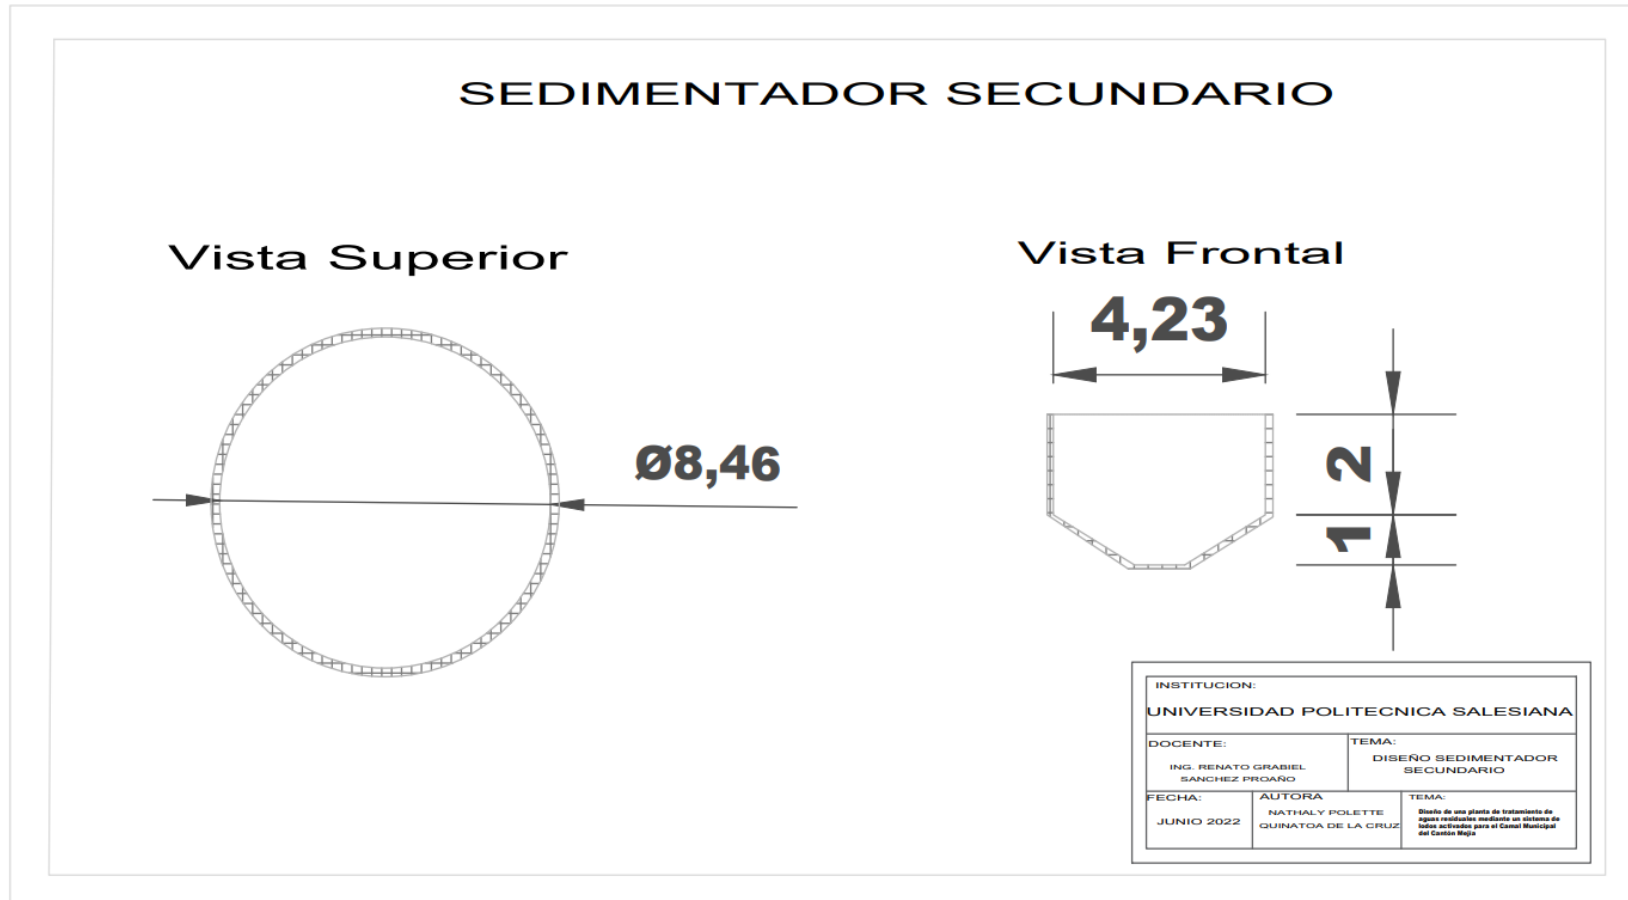 SEDIMENTADOR SECUNDARIO
Vista Superior
Ø8,46
Vista Frontal
4,23
2
1
INSTITUCION:
UNIVERSIDAD POLITECNICA SALESIANA
DOCENTE:
ING. RENATO GRABIEL
SANCHEZ PROAÑO
TEMA:
DISEÑO SEDIMENTADOR
SECUNDARIO
FECHA:
JUNIO 2022
AUTORA
NATHALY POLETTE
QUINATOA DE LA CRUZ
TEMA:
Diseño de una planta de tratamiento de
aguas residuales mediante un sistema de
lodos activados para el Camal Municipal
del Cantón Mejia